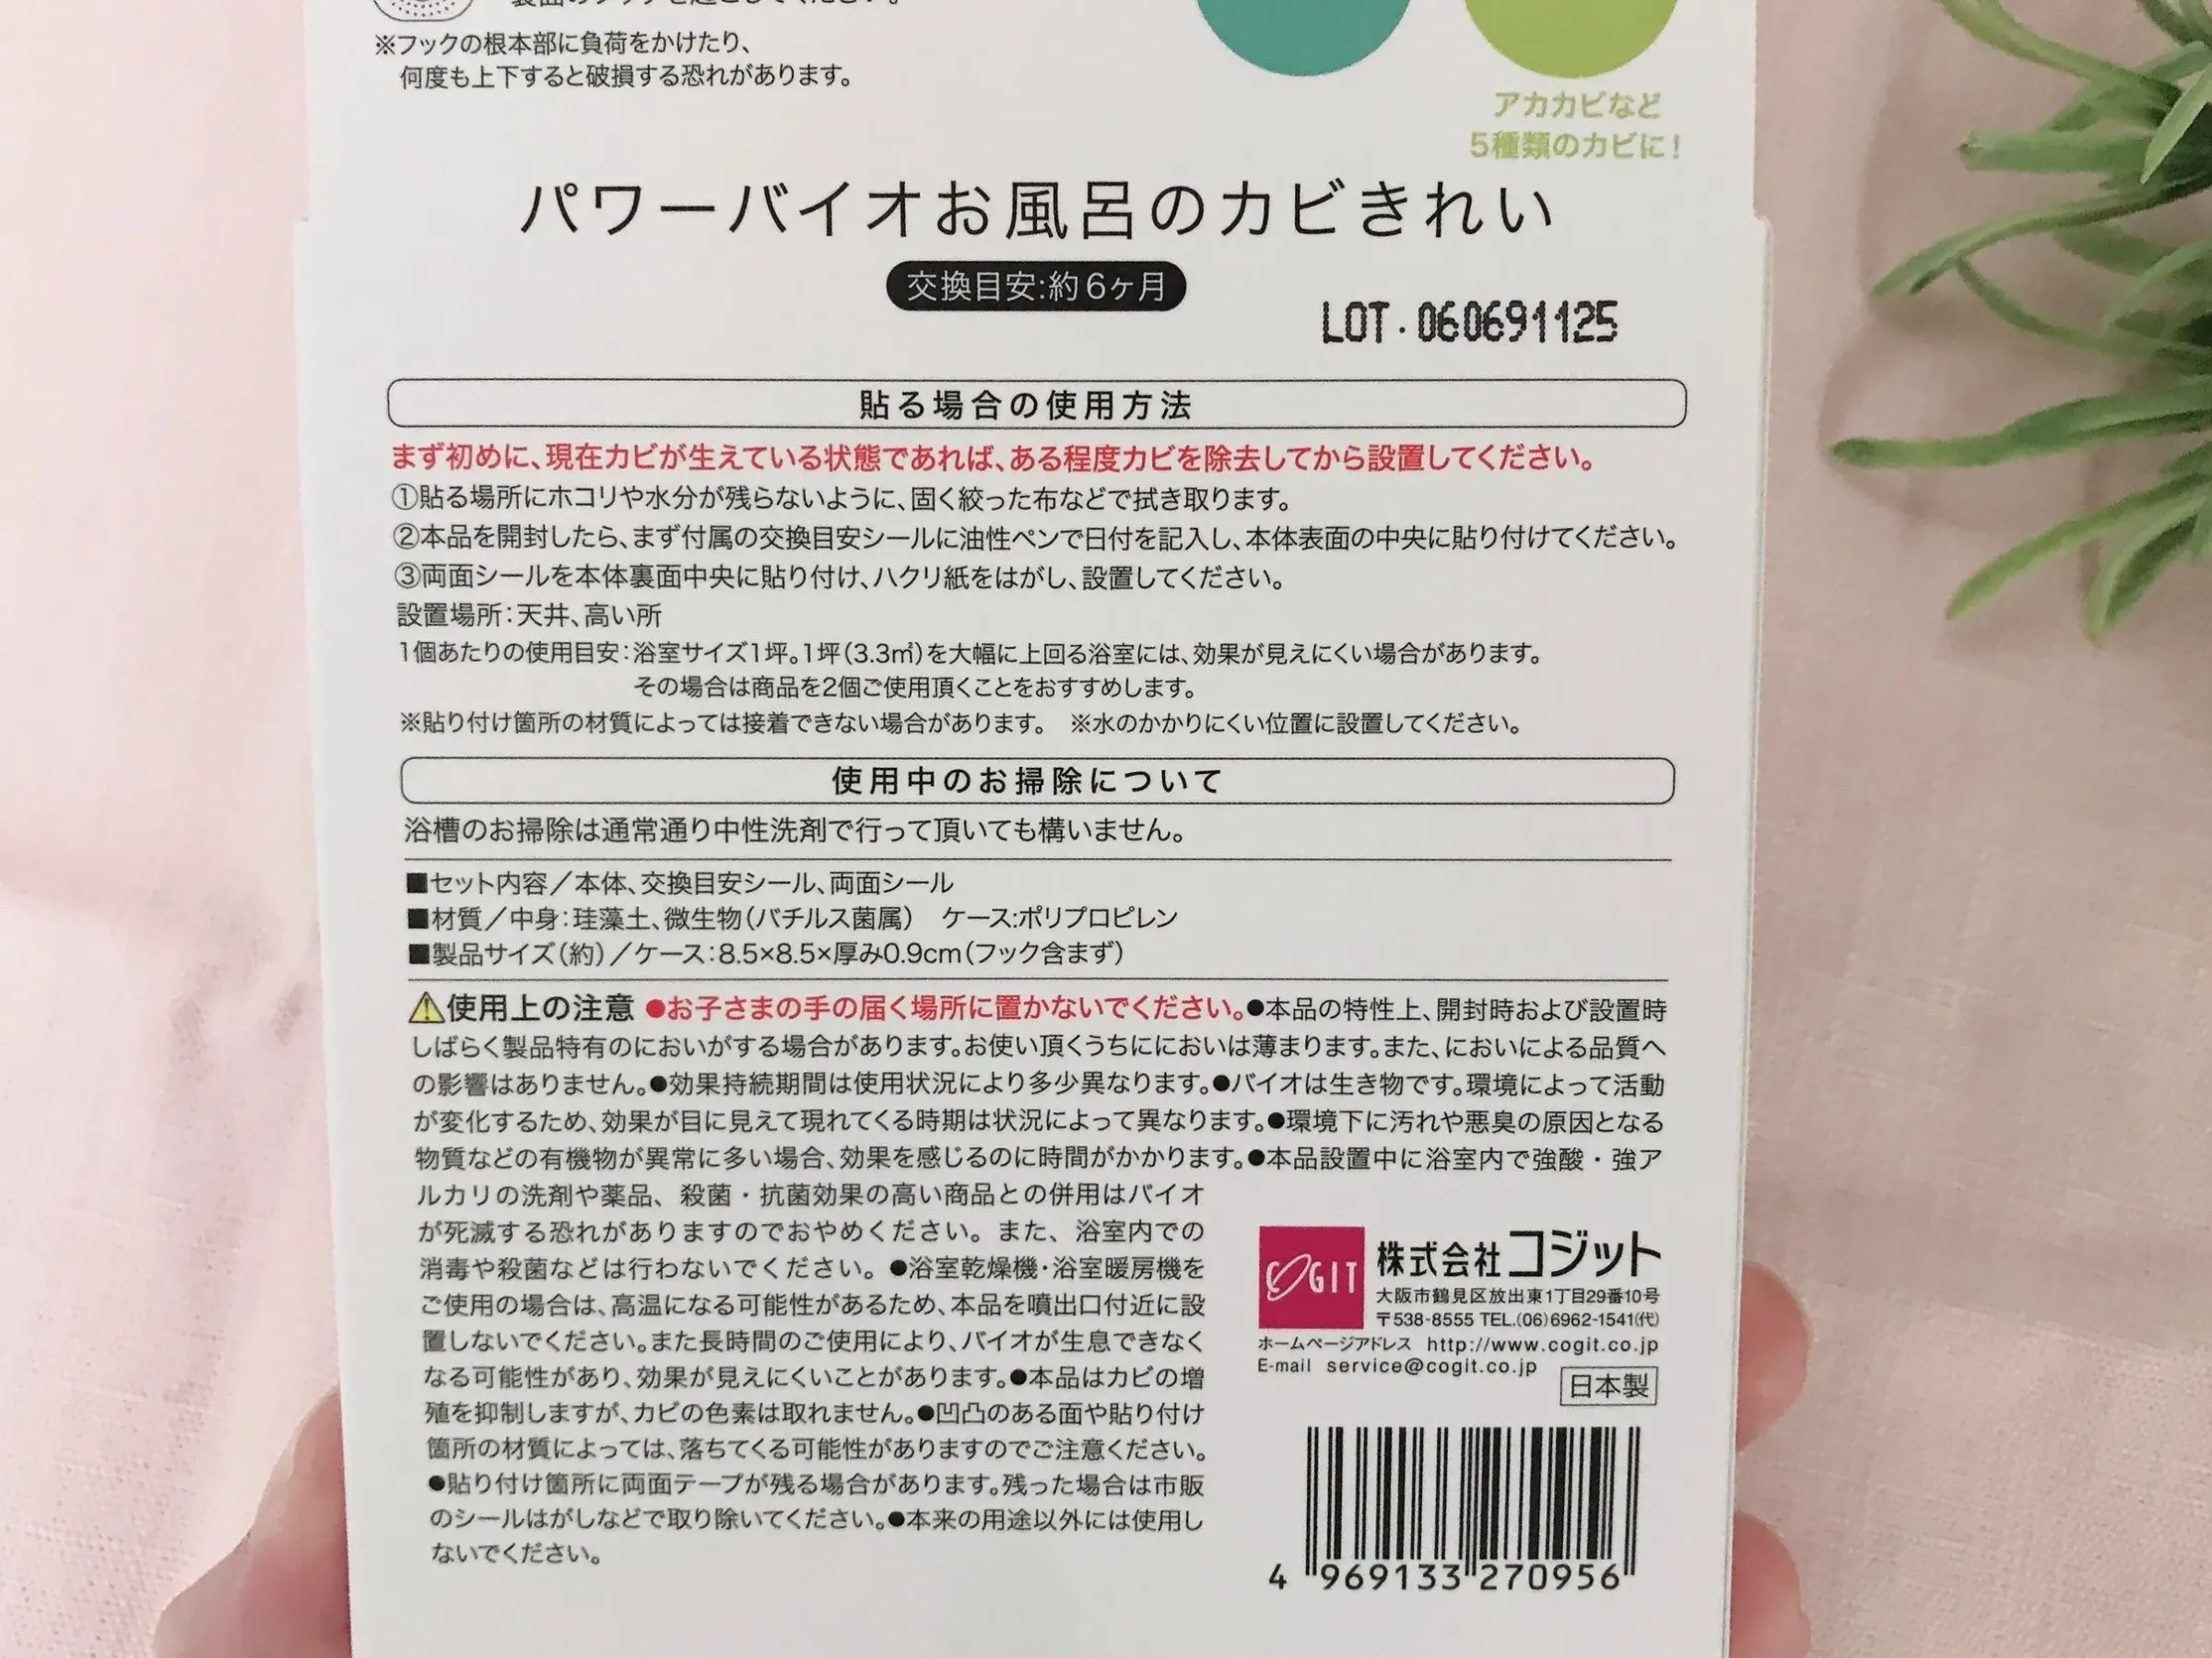 ※フックの根本部に負荷をかけたり、
何度も上下すると破損する恐れがあります。
アカカビなど
5種類のカビに!
パワーバイオお風呂のカビきれい
交換目安:約6ヶ月
LOT.060691125
貼る場合の使用方法
まず初めに、現在カビが生えている状態であれば、ある程度カビを除去してから設置してください。
①貼る場所にホコリや水分が残らないように、固く絞った布などで拭き取ります。
②本品を開封したら、まず付属の交換目安シールに油性ペンで日付を記入し、本体表面の中央に貼り付けてください。
③両面シールを本体裏面中央に貼り付け、ハクリ紙をはがし、設置してください。
設置場所：天井、高い所
1個あたりの使用目安：浴室サイズ1坪。1坪（3.3㎡）を大幅に上回る浴室には、効果が見えにくい場合があります。
その場合は商品を2個ご使用頂くことをおすすめします。
※貼り付け箇所の材質によっては接着できない場合があります。 ※水のかかりにくい位置に設置してください。
使用中のお掃除について
浴槽のお掃除は通常通り中性洗剤で行って頂いても構いません。
■セット内容／本体、交換目安シール、両面シール
■材質／中身：珪藻土、微生物（バチルス菌属） ケース:ポリプロピレン
■製品サイズ（約）／ケース：8.5×8.5×厚み0.9cm（フック含まず）
⚠使用上の注意 ●お子さまの手の届く場所に置かないでください。●本品の特性上、開封時および設置時
しばらく製品特有のにおいがする場合があります。お使い頂くうちににおいは薄まります。また、においによる品質へ
の影響はありません。●効果持続期間は使用状況により多少異なります。●バイオは生き物です。環境によって活動
が変化するため、効果が目に見えて現れてくる時期は状況によって異なります。●環境下に汚れや悪臭の原因となる
物質などの有機物が異常に多い場合、効果を感じるのに時間がかかります。●本品設置中に浴室内で強酸・強ア
ルカリの洗剤や薬品、殺菌・抗菌効果の高い商品との併用はバイオ
が死滅する恐れがありますのでおやめください。また、浴室内での
消毒や殺菌などは行わないでください。●浴室乾燥機・浴室暖房機を
ご使用の場合は、高温になる可能性があるため、本品を噴出口付近に設
置しないでください。また長時間のご使用により、バイオが生息できなく
なる可能性があり、効果が見えにくいことがあります。●本品はカビの増
殖を抑制しますが、カビの色素は取れません。●凹凸のある面や貼り付け
箇所の材質によっては、落ちてくる可能性がありますのでご注意ください。
●貼り付け箇所に両面テープが残る場合があります。残った場合は市販
のシールはがしなどで取り除いてください。●本来の用途以外には使用し
ないでください。
COGIT 株式会社コジット
大阪市鶴見区放出東1丁目29番10号
〒538-8555 TEL.(06)6962-1541(代)
ホームページアドレス http://www.cogit.co.jp
E-mail service@cogit.co.jp
日本製
4 969133 270956